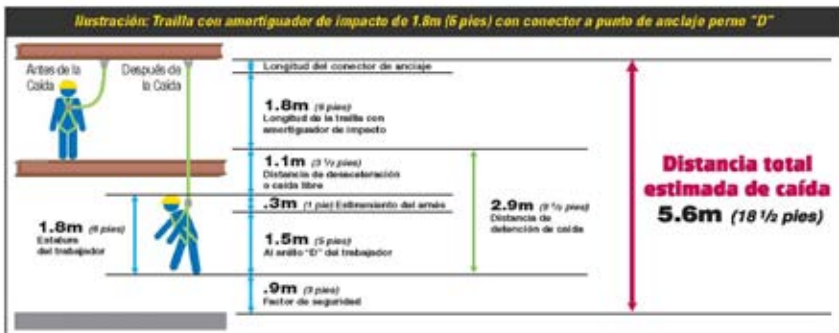 Ilustración: Trailla con amortiguador de impacto de 1.8m (6 pies) con conector a punto de anclaje perno "D"
Antes de la
Caída
Después de
la Caída
Longitud del conector de anclaje
1.8m (6 pies)
Longitud de la trailla con
amortiguador de impacto
1.1m (3 1/2 pies)
Distancia de desaceleración
o caída libre
.3m (1 pie) Estiramiento del arnés
1.5m (5 pies)
Al anillo "D" del trabajador
.9m (3 pies)
Factor de seguridad
1.8m (6 pies)
Estatura
del trabajador
2.9m (9 1/2 pies)
Distancia de
detención de caída
Distancia total
estimada de caída
5.6m (18 1/2 pies)